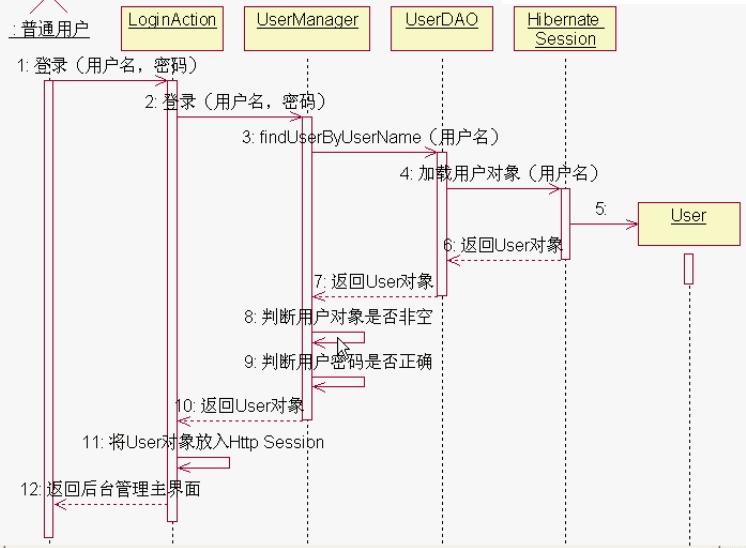 : 普通用户
LoginAction
UserManager
UserDAO
Hibernate
Session
1: 登录（用户名，密码）
2: 登录（用户名，密码）
3: findUserByUserName（用户名）
4: 加载用户对象（用户名）
5:
User
6: 返回User对象
7: 返回User对象
8: 判断用户对象是否非空
9: 判断用户密码是否正确
10: 返回User对象
11: 将User对象放入Http Session
12: 返回后台管理主界面